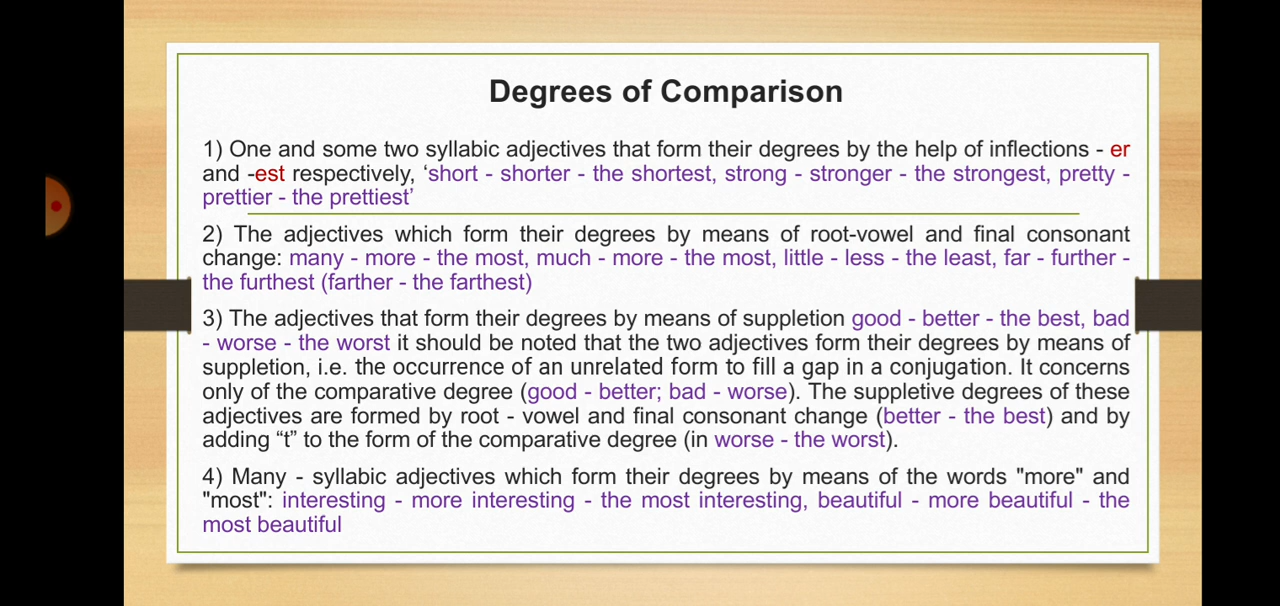 Degrees of Comparison
1) One and some two syllabic adjectives that form their degrees by the help of inflections - er
and -est respectively, ‘short - shorter - the shortest, strong - stronger - the strongest, pretty -
prettier - the prettiest’
2) The adjectives which form their degrees by means of root-vowel and final consonant
change: many - more - the most, much - more - the most, little - less - the least, far - further -
the furthest (farther - the farthest)
3) The adjectives that form their degrees by means of suppletion good - better - the best, bad
- worse - the worst it should be noted that the two adjectives form their degrees by means of
suppletion, i.e. the occurrence of an unrelated form to fill a gap in a conjugation. It concerns
only of the comparative degree (good - better; bad - worse). The suppletive degrees of these
adjectives are formed by root - vowel and final consonant change (better - the best) and by
adding “t” to the form of the comparative degree (in worse - the worst).
4) Many - syllabic adjectives which form their degrees by means of the words "more" and
"most": interesting - more interesting - the most interesting, beautiful - more beautiful - the
most beautiful